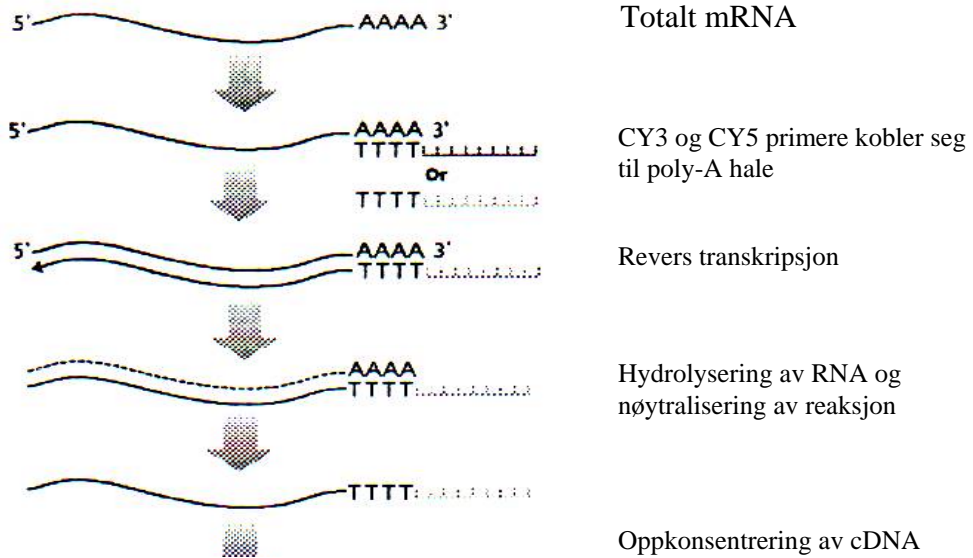 5' AAAA 3' Totalt mRNA
5' AAAA 3'
TTTT
Or
TTTT
CY3 og CY5 primere kobler seg
til poly-A hale
5' AAAA 3'
TTTT
Revers transkripsjon
AAAA
TTTT
Hydrolysering av RNA og
nøytralisering av reaksjon
TTTT
Oppkonsentrering av cDNA